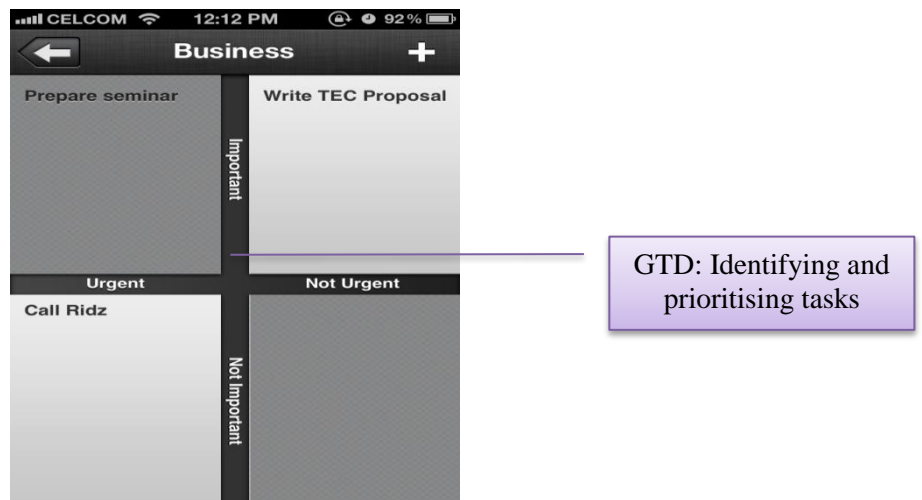 CELCOM 12:12 PM 92%
Business
Prepare seminar
Write TEC Proposal
Important
Urgent
Not Urgent
Call Ridz
Not Important
GTD: Identifying and
prioritising tasks